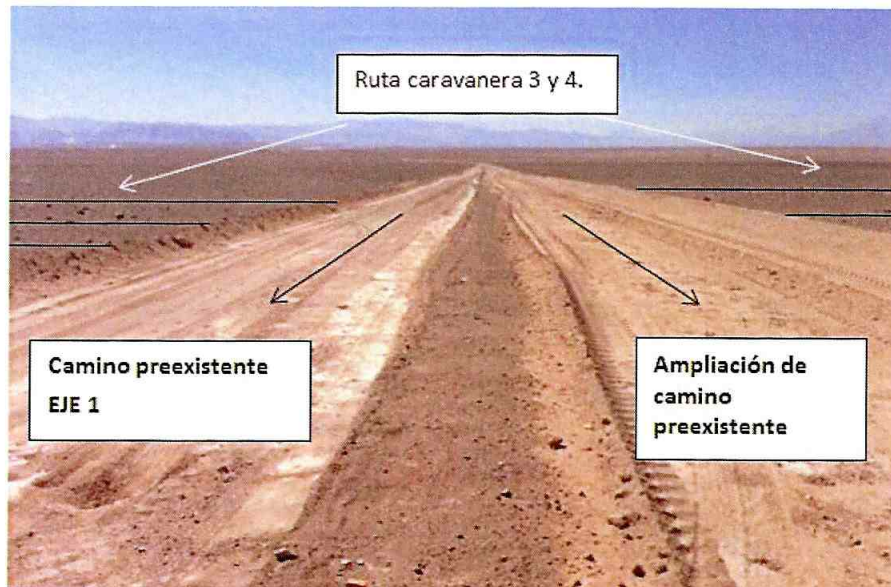 Ruta caravanera 3 y 4.
Camino preexistente
EJE 1
Ampliación de
camino
preexistente